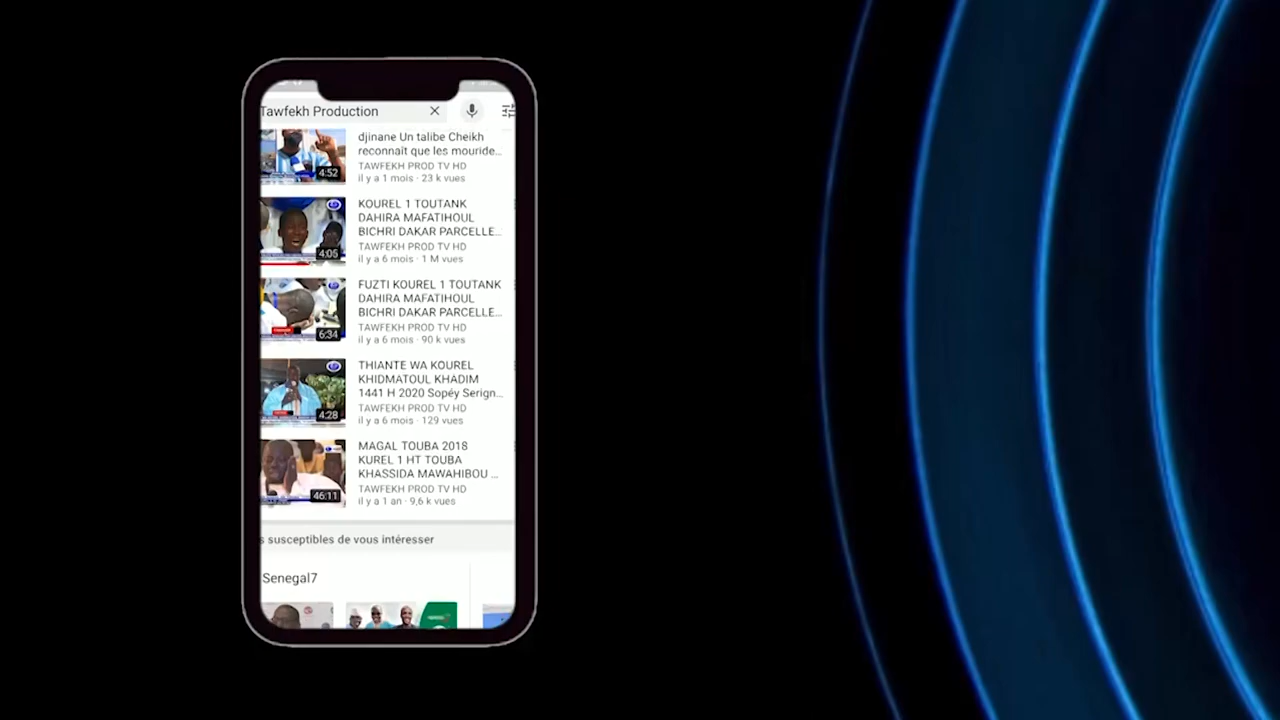 Tawfekh Production
djinane Un talibe Cheikh
reconnaît que les mouride...
TAWFEKH PROD TV HD
il y a 1 mois · 23 k vues
4:52
KOUREL 1 TOUTANK
DAHIRA MAFATIHOUL
BICHRI DAKAR PARCELLE...
TAWFEKH PROD TV HD
il y a 6 mois · 1 M vues
4:05
FUZTI KOUREL 1 TOUTANK
DAHIRA MAFATIHOUL
BICHRI DAKAR PARCELLE...
TAWFEKH PROD TV HD
il y a 6 mois · 90 k vues
6:34
THIANTE WA KOUREL
KHIDMATOUL KHADIM
1441 H 2020 Sopéy Serign...
TAWFEKH PROD TV HD
il y a 6 mois · 129 vues
4:28
MAGAL TOUBA 2018
KUREL 1 HT TOUBA
KHASSIDA MAWAHIBOU ...
TAWFEKH PROD TV HD
il y a 1 an · 9,6 k vues
46:11
s susceptibles de vous intéresser
Senegal7